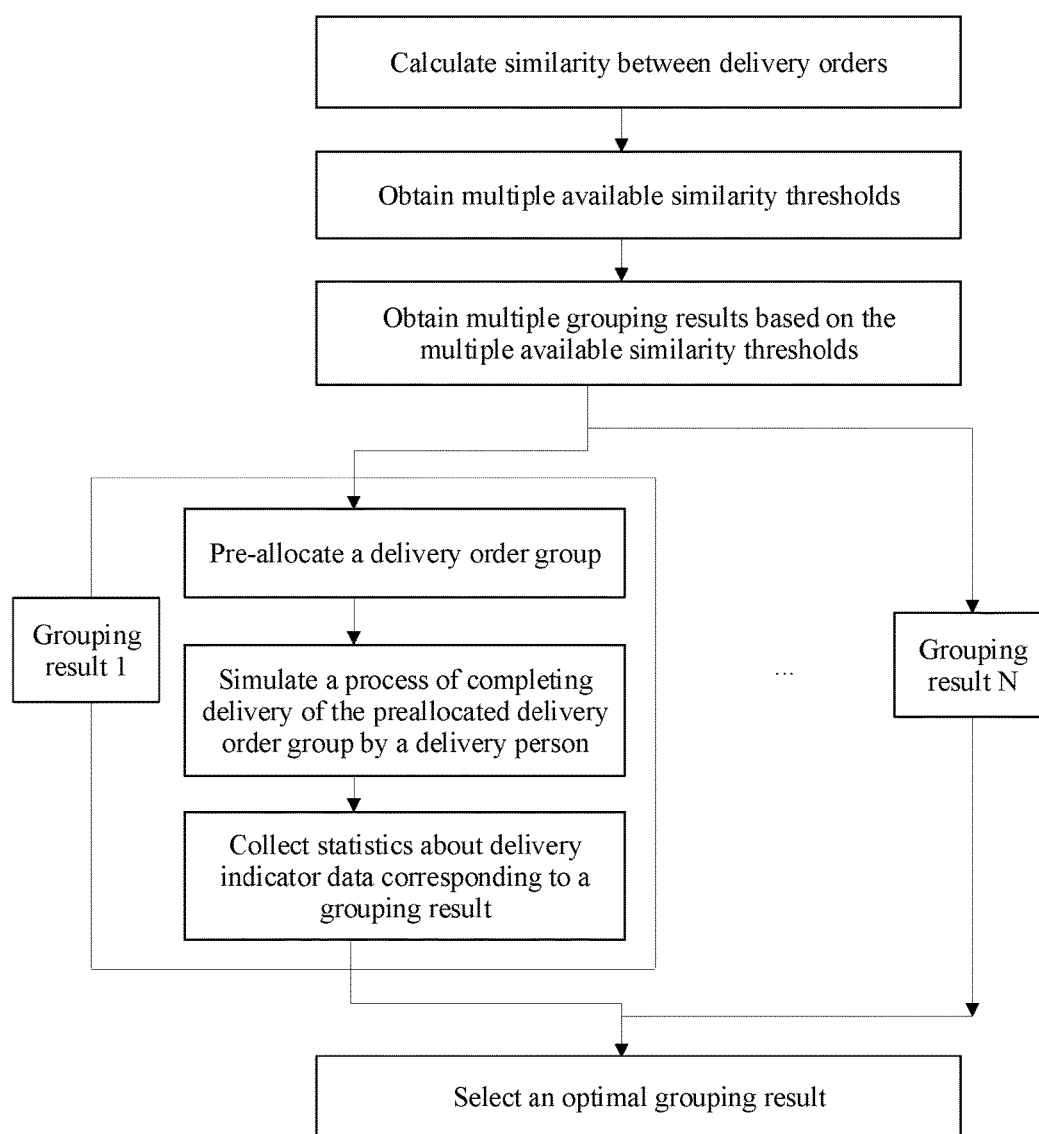 Calculate similarity between delivery orders
Obtain multiple available similarity thresholds
Obtain multiple grouping results based on the
multiple available similarity thresholds
Pre-allocate a delivery order group
Grouping
result 1
Simulate a process of completing
delivery of the preallocated delivery
order group by a delivery person
...
Grouping
result N
Collect statistics about delivery
indicator data corresponding to a
grouping result
Select an optimal grouping result